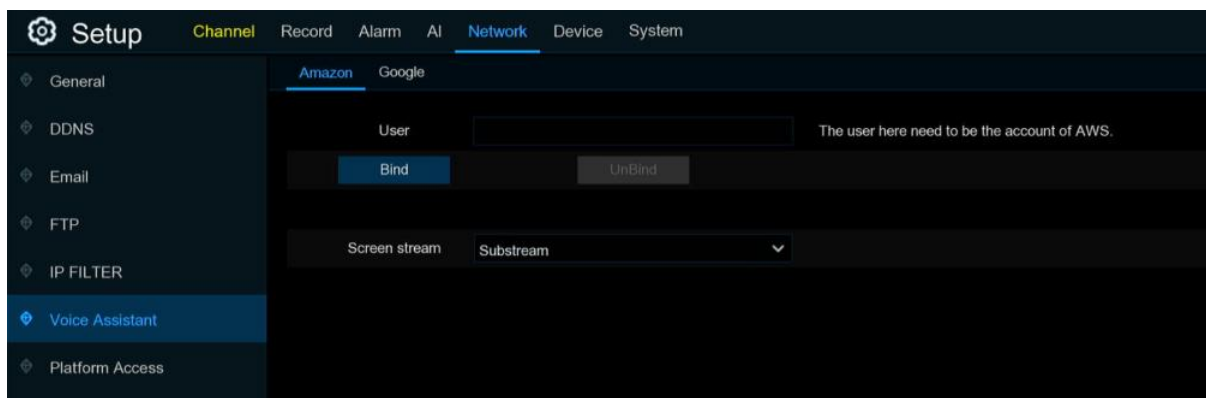 Setup Channel Record Alarm AI Network Device System
General
DDNS
Email
FTP
IP FILTER
Voice Assistant
Platform Access
Amazon Google
User The user here need to be the account of AWS.
Bind UnBind
Screen stream Substream